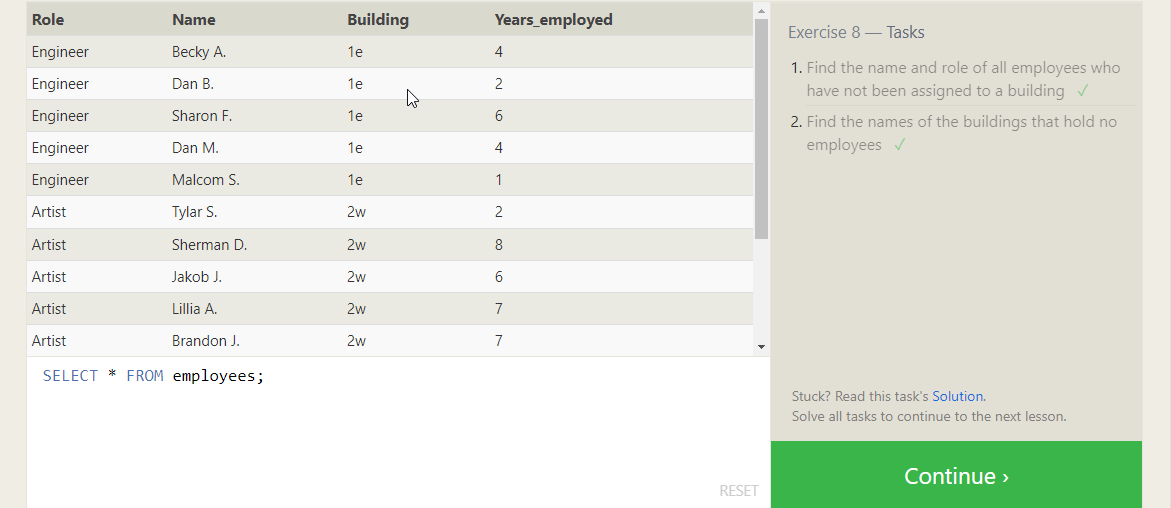 Role Name Building Years_employed
Engineer Becky A. 1e 4
Engineer Dan B. 1e 2
Engineer Sharon F. 1e 6
Engineer Dan M. 1e 4
Engineer Malcom S. 1e 1
Artist Tylar S. 2w 2
Artist Sherman D. 2w 8
Artist Jakob J. 2w 6
Artist Lillia A. 2w 7
Artist Brandon J. 2w 7
SELECT * FROM employees;
RESET
Exercise 8 — Tasks
1. Find the name and role of all employees who
have not been assigned to a building ✓
2. Find the names of the buildings that hold no
employees ✓
Stuck? Read this task's Solution.
Solve all tasks to continue to the next lesson.
Continue ›